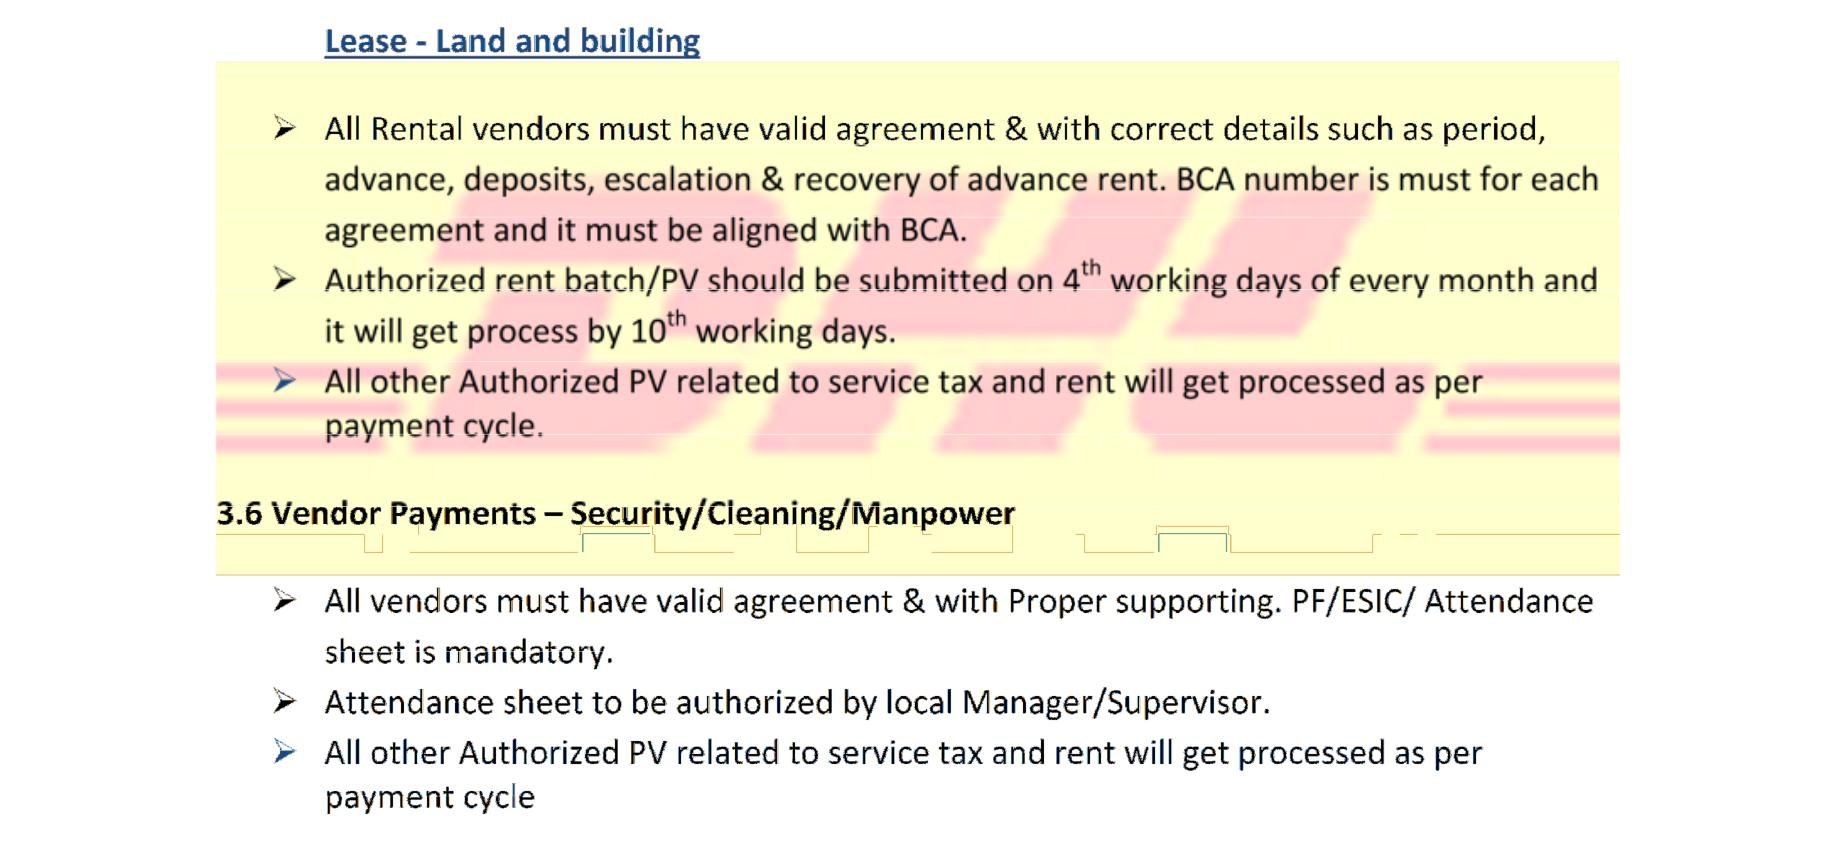 Lease - Land and building
➢ All Rental vendors must have valid agreement & with correct details such as period,
advance, deposits, escalation & recovery of advance rent. BCA number is must for each
agreement and it must be aligned with BCA.
➢ Authorized rent batch/PV should be submitted on 4th working days of every month and
it will get process by 10th working days.
➢ All other Authorized PV related to service tax and rent will get processed as per
payment cycle.
3.6 Vendor Payments – Security/Cleaning/Manpower
➢ All vendors must have valid agreement & with Proper supporting. PF/ESIC/ Attendance
sheet is mandatory.
➢ Attendance sheet to be authorized by local Manager/Supervisor.
➢ All other Authorized PV related to service tax and rent will get processed as per
payment cycle
DHL